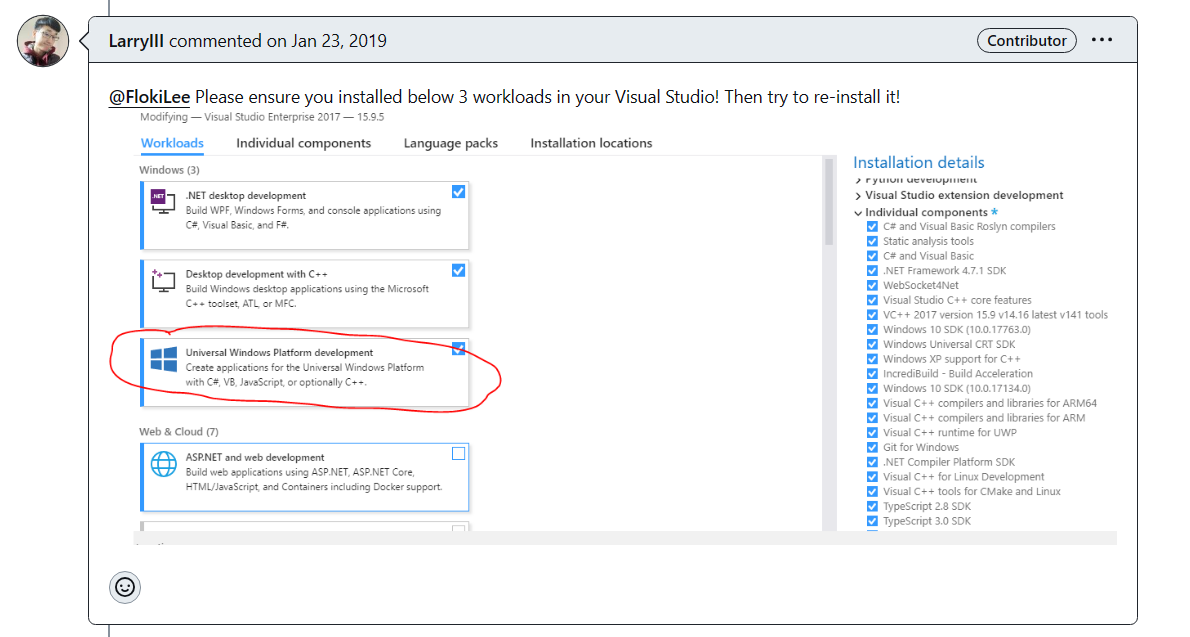 LarryIII commented on Jan 23, 2019
Contributor
@FlokiLee Please ensure you installed below 3 workloads in your Visual Studio! Then try to re-install it!
Modifying — Visual Studio Enterprise 2017 — 15.9.5
Workloads
Individual components
Language packs
Installation locations
Windows (3)
.NET
.NET desktop development
Build WPF, Windows Forms, and console applications using
C#, Visual Basic, and F#.
Desktop development with C++
Build Windows desktop applications using the Microsoft
C++ toolset, ATL, or MFC.
Universal Windows Platform development
Create applications for the Universal Windows Platform
with C#, VB, JavaScript, or optionally C++.
Web & Cloud (7)
ASP.NET and web development
Build web applications using ASP.NET, ASP.NET Core,
HTML/JavaScript, and Containers including Docker support.
Installation details
Python development
Visual Studio extension development
Individual components *
C# and Visual Basic Roslyn compilers
Static analysis tools
C# and Visual Basic
.NET Framework 4.7.1 SDK
WebSocket4Net
Visual Studio C++ core features
VC++ 2017 version 15.9 v14.16 latest v141 tools
Windows 10 SDK (10.0.17763.0)
Windows Universal CRT SDK
Windows XP support for C++
IncrediBuild - Build Acceleration
Windows 10 SDK (10.0.17134.0)
Visual C++ compilers and libraries for ARM64
Visual C++ compilers and libraries for ARM
Visual C++ runtime for UWP
Git for Windows
.NET Compiler Platform SDK
Visual C++ for Linux Development
Visual C++ tools for CMake and Linux
TypeScript 2.8 SDK
TypeScript 3.0 SDK